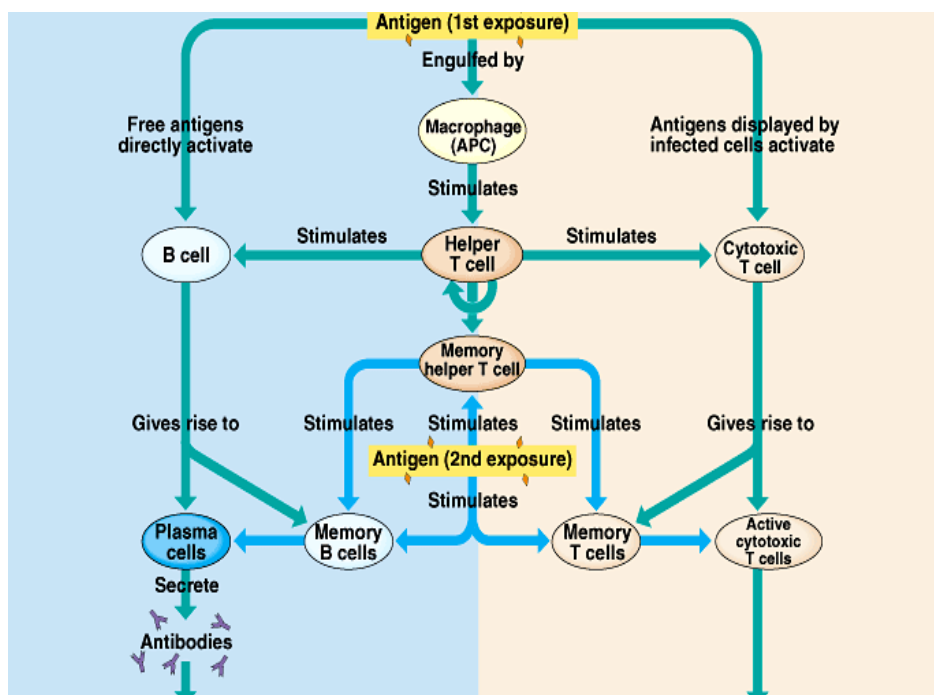 Antigen (1st exposure)
Engulfed by
Free antigens
directly activate
Macrophage
(APC)
Antigens displayed by
infected cells activate
Stimulates
B cell
Stimulates
Helper
T cell
Stimulates
Cytotoxic
T cell
Memory
helper T cell
Gives rise to
Stimulates
Stimulates
Stimulates
Gives rise to
Antigen (2nd exposure)
Stimulates
Plasma
cells
Memory
B cells
Memory
T cells
Active
cytotoxic
T cells
Secrete
Antibodies